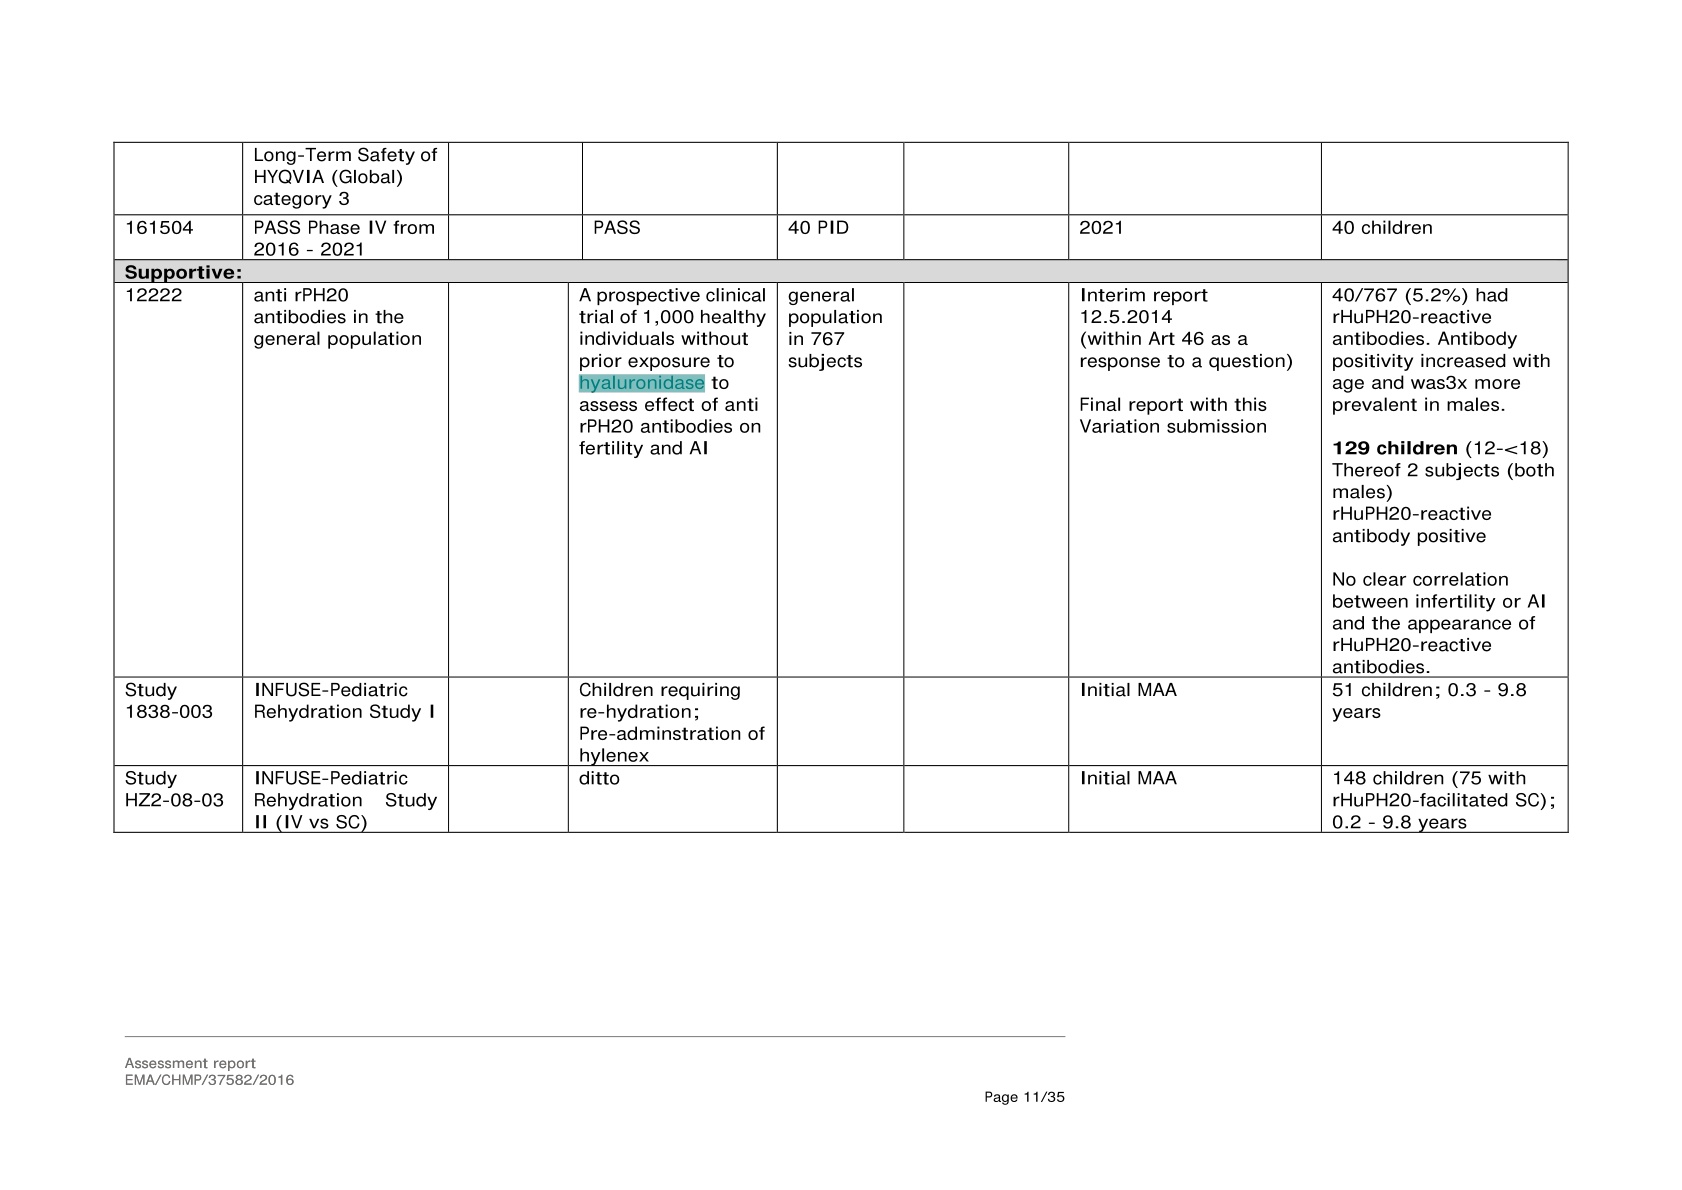 Long-Term Safety of
HYQVIA (Global)
category 3
161504
PASS Phase IV from
2016 - 2021
PASS
40 PID
2021
40 children
Supportive:
12222
anti rPH20
antibodies in the
general population
A prospective clinical
trial of 1,000 healthy
individuals without
prior exposure to
hyaluronidase to
assess effect of anti
rPH20 antibodies on
fertility and AI
general
population
in 767
subjects
Interim report
12.5.2014
(within Art 46 as a
response to a question)
Final report with this
Variation submission
40/767 (5.2%) had
rHuPH20-reactive
antibodies. Antibody
positivity increased with
age and was3x more
prevalent in males.
129 children (12-<18)
Thereof 2 subjects (both
males)
rHuPH20-reactive
antibody positive
No clear correlation
between infertility or AI
and the appearance of
rHuPH20-reactive
antibodies.
Study
1838-003
INFUSE-Pediatric
Rehydration Study I
Children requiring
re-hydration;
Pre-adminstration of
hylenex
Initial MAA
51 children; 0.3 - 9.8
years
Study
HZ2-08-03
INFUSE-Pediatric
Rehydration Study
II (IV vs SC)
ditto
Initial MAA
148 children (75 with
rHuPH20-facilitated SC);
0.2 - 9.8 years
Assessment report
EMA/CHMP/37582/2016
Page 11/35